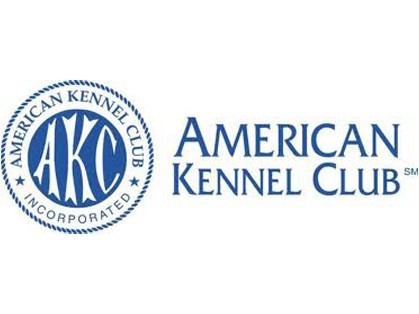 AMERICAN KENNEL CLUB
AKC
INCORPORATED
AMERICAN
KENNEL CLUB SM